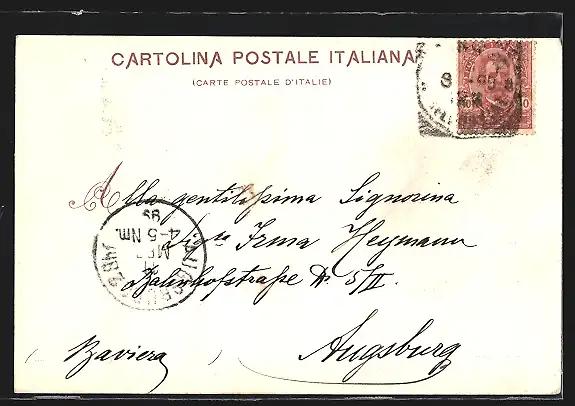 CARTOLINA POSTALE ITALIANA
(CARTE POSTALE D'ITALIE)
Alla gentilissima Signorina
Irma Heymann
Bahnhofstraße 5/II
Augsburg
(Baviera)
4-5 Nm.